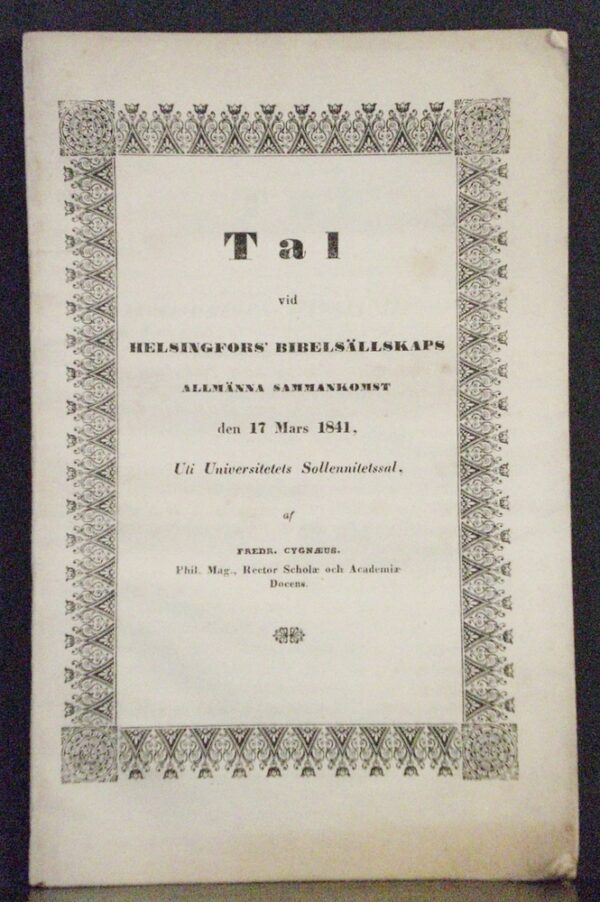 Tal
vid
HELSINGFORS' BIBELSÄLLSKAPS
ALLMÄNNA SAMMANKOMST
den 17 Mars 1841,
Uti Universitetets Sollennitetssal,
af
FREDR. CYGNÆUS.
Phil. Mag., Rector Scholæ och Academiæ
Docens.